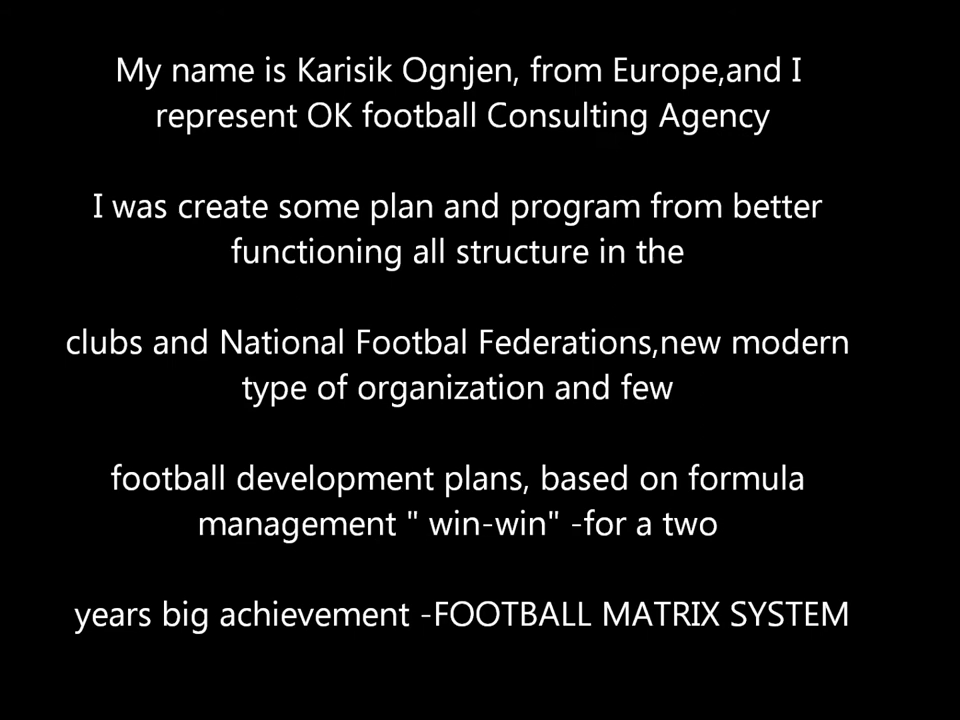 My name is Karisik Ognjen, from Europe,and I
represent OK football Consulting Agency
I was create some plan and program from better
functioning all structure in the
clubs and National Footbal Federations,new modern
type of organization and few
football development plans, based on formula
management " win-win" -for a two
years big achievement -FOOTBALL MATRIX SYSTEM